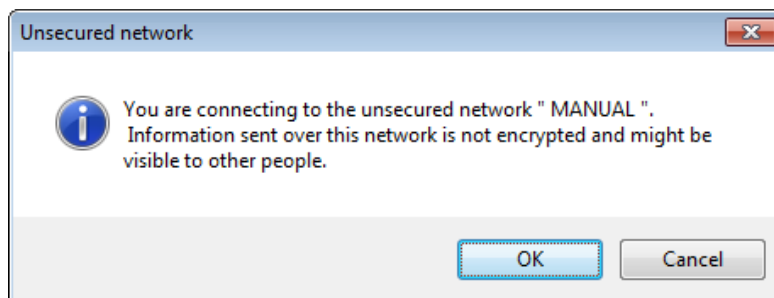 Unsecured network
You are connecting to the unsecured network " MANUAL ".
Information sent over this network is not encrypted and might be
visible to other people.
OK
Cancel